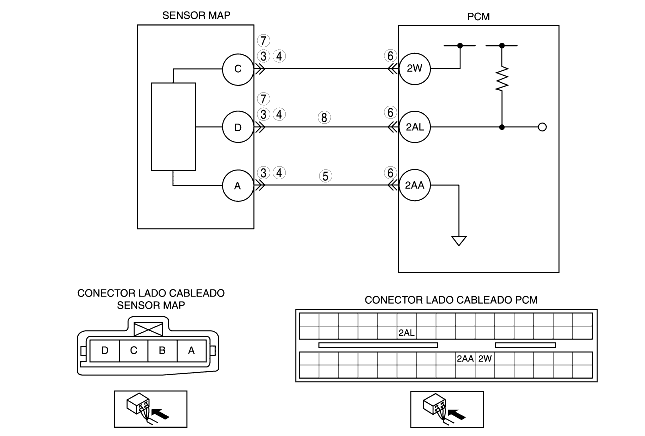 SENSOR MAP
PCM
7
3 4
6
C
2W
7
3 4
8
6
D
2AL
3 4
5
6
A
2AA
CONECTOR LADO CABLEADO
SENSOR MAP
CONECTOR LADO CABLEADO PCM
D C B A
2AL
2AA 2W